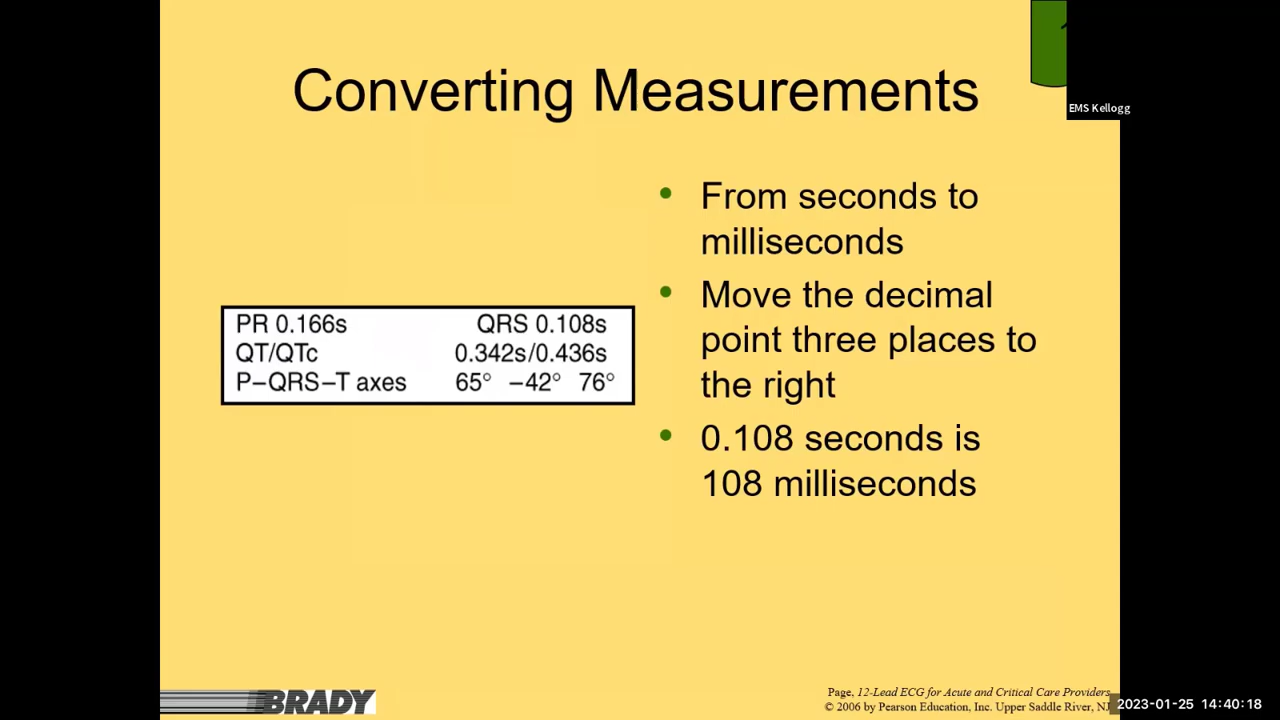 Converting Measurements
EMS Kellogg
• From seconds to
milliseconds
• Move the decimal
point three places to
the right
• 0.108 seconds is
108 milliseconds
PR 0.166s QRS 0.108s
QT/QTc 0.342s/0.436s
P–QRS–T axes 65° –42° 76°
BRADY
Page, 12-Lead ECG for Acute and Critical Care Providers
© 2006 by Pearson Education, Inc. Upper Saddle River, NJ
2023-01-25 14:40:18